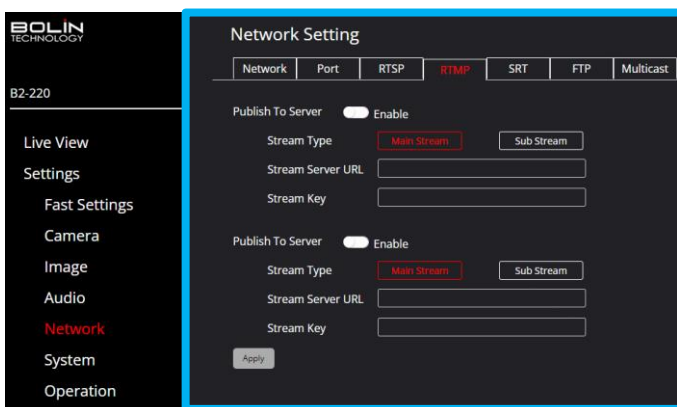 BOLIN
TECHNOLOGY
B2-220
Live View
Settings
Fast Settings
Camera
Image
Audio
Network
System
Operation
Network Setting
Network Port RTSP RTMP SRT FTP Multicast
Publish To Server Enable
Stream Type Main Stream Sub Stream
Stream Server URL
Stream Key
Publish To Server Enable
Stream Type Main Stream Sub Stream
Stream Server URL
Stream Key
Apply